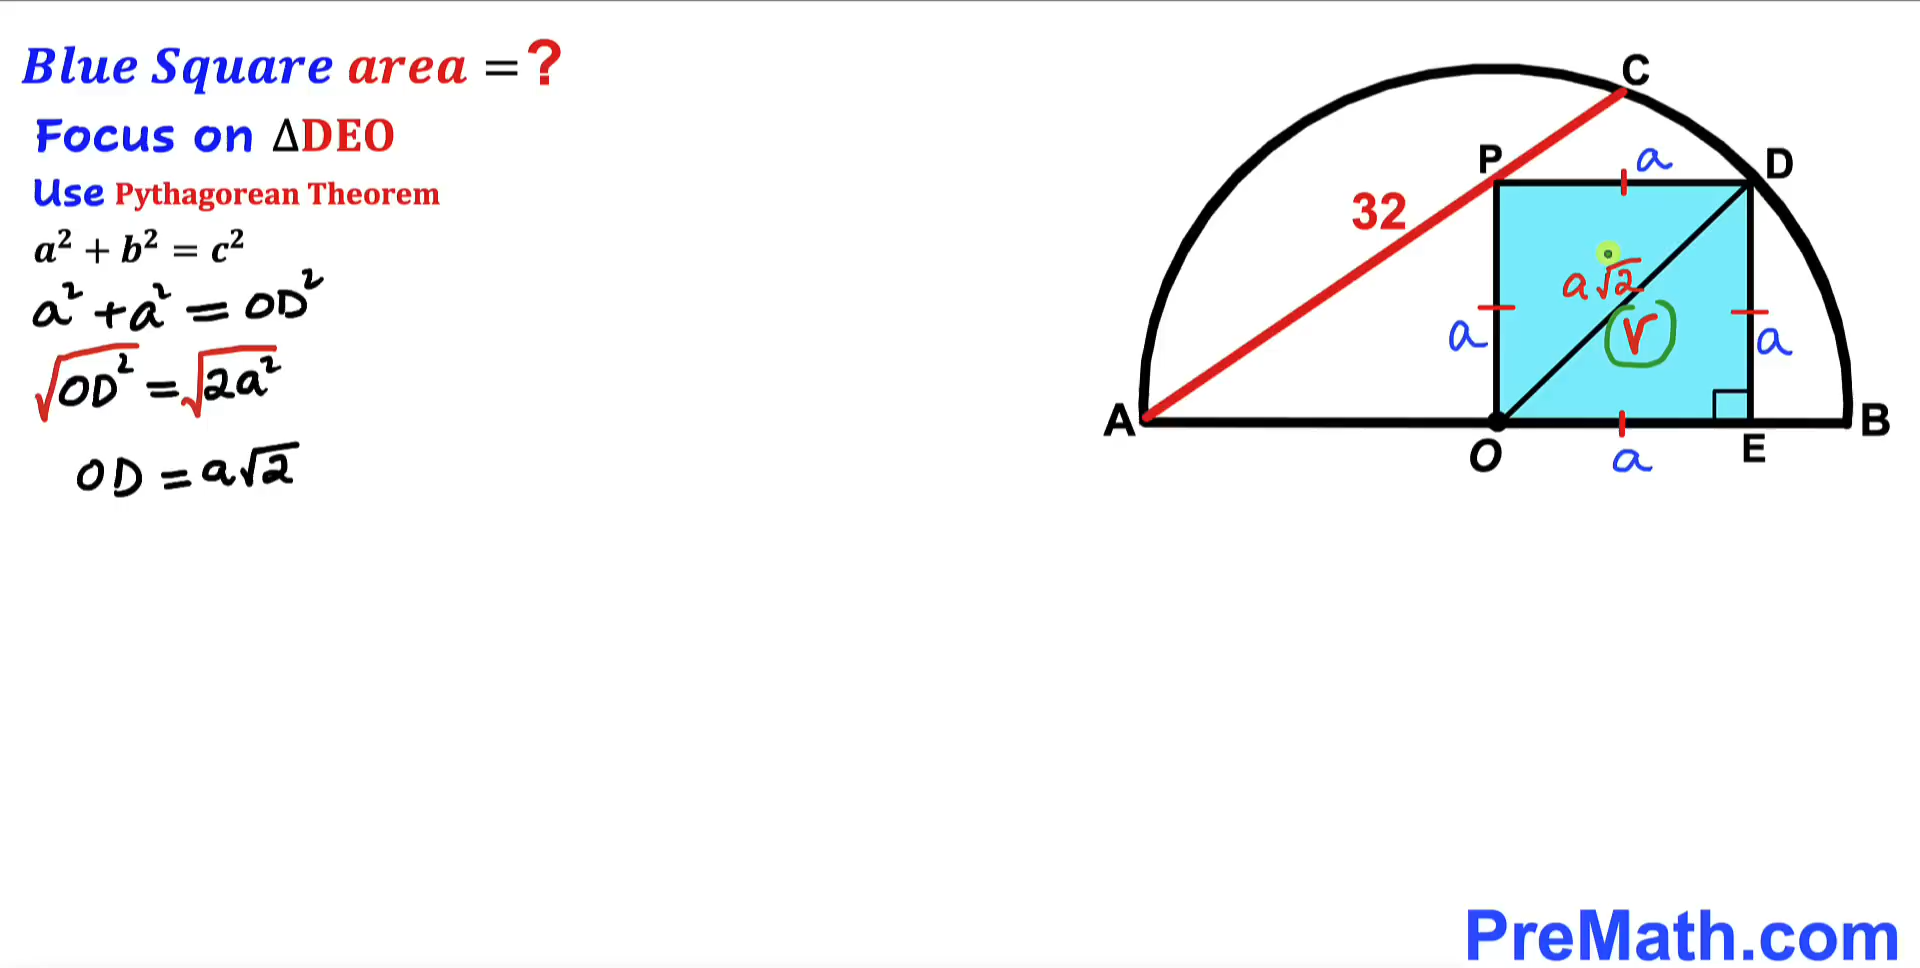 Blue Square area = ?
Focus on ΔDEO
Use Pythagorean Theorem
a² + b² = c²
a² + a² = OD²
√OD² = √2a²
OD = a√2
C
P
a
D
32
a√2
r
a
a
A
B
O
a
E
PreMath.com